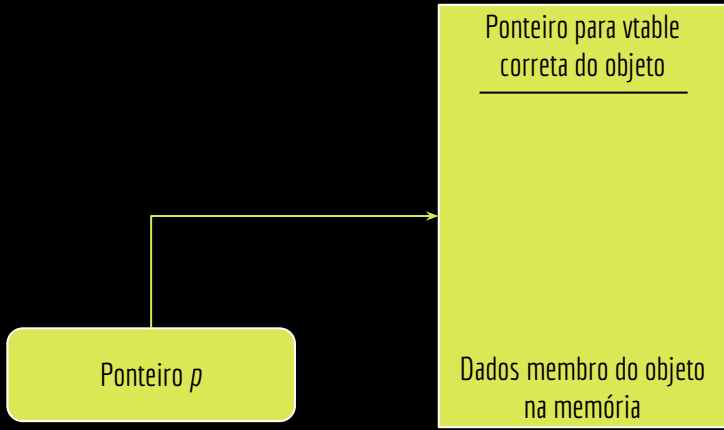 Ponteiro para vtable
correta do objeto
Ponteiro p
Dados membro do objeto
na memória